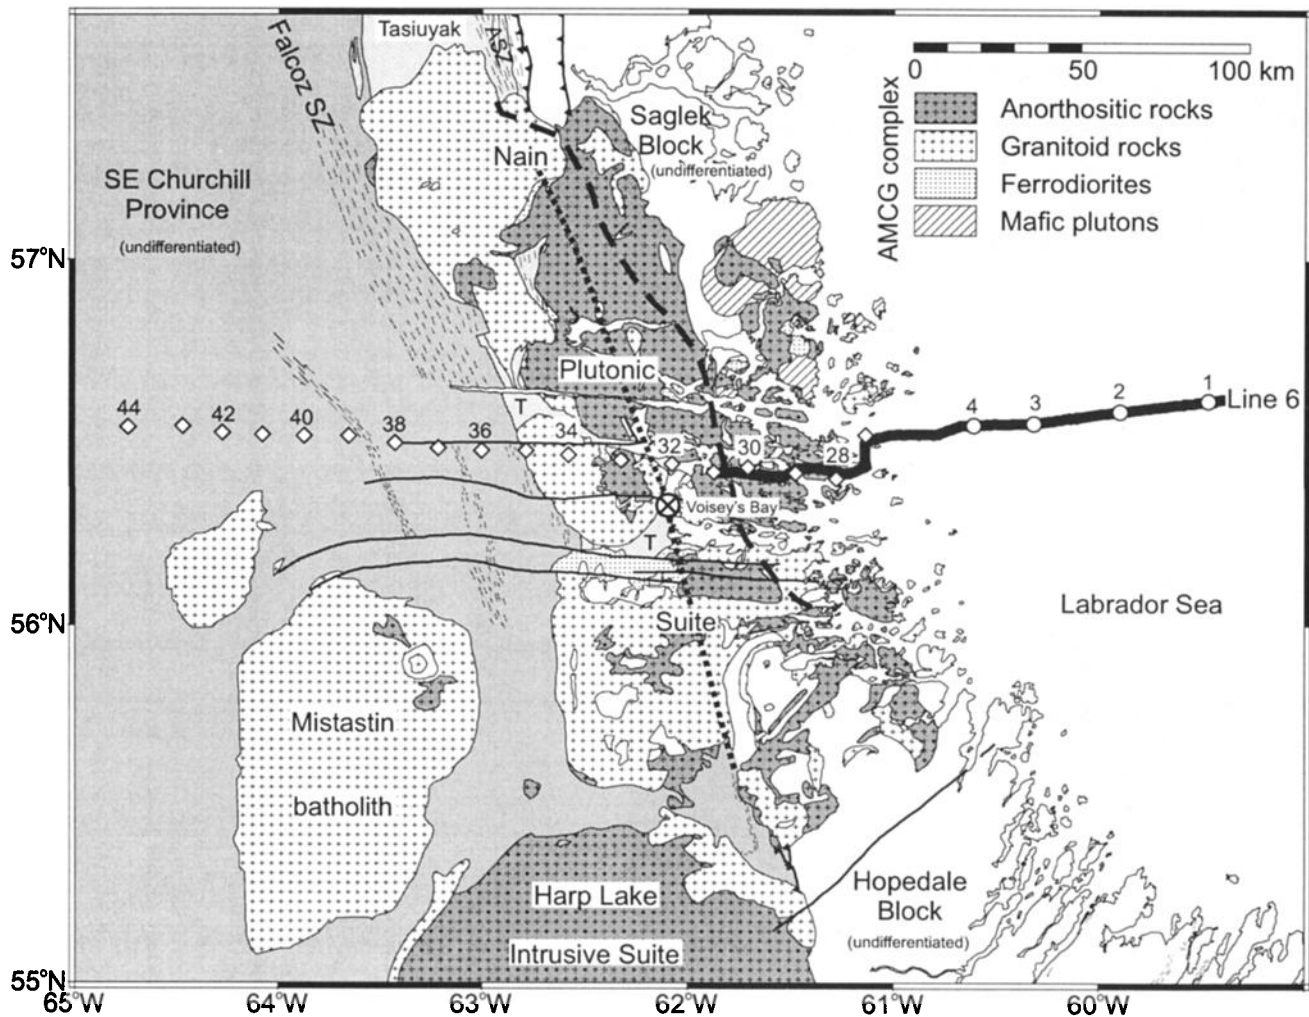 Tasiuyak
ASZ
Falcoz SZ
Saglek
Block
(undifferentiated)
Nain
SE Churchill
Province
(undifferentiated)
0 50 100 km
AMCG complex
Anorthositic rocks
Granitoid rocks
Ferrodiorites
Mafic plutons
57°N
Plutonic
T
44 42 40 38 36 34 32 30 28
4 3 2 1 Line 6
Voisey's Bay
T
56°N
Suite
Labrador Sea
Mistastin
batholith
Harp Lake
Intrusive Suite
Hopedale
Block
(undifferentiated)
55°N
65°W 64°W 63°W 62°W 61°W 60°W